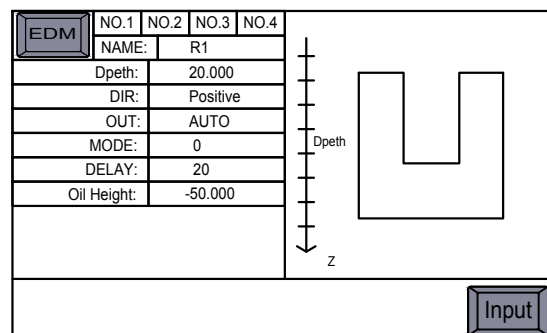 EDM NO.1 NO.2 NO.3 NO.4
NAME: R1
Dpeth: 20.000
DIR: Positive
OUT: AUTO
MODE: 0
DELAY: 20
Oil Height: -50.000
Dpeth
Z
Input